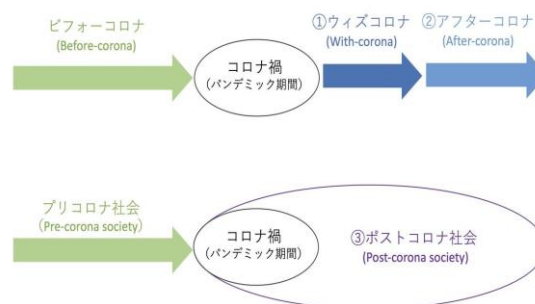 ビフォーコロナ
(Before-corona)
コロナ禍
(パンデミック期間)
①ウィズコロナ
(With-corona)
②アフターコロナ
(After-corona)
プリコロナ社会
(Pre-corona society)
コロナ禍
(パンデミック期間)
③ポストコロナ社会
(Post-corona society)